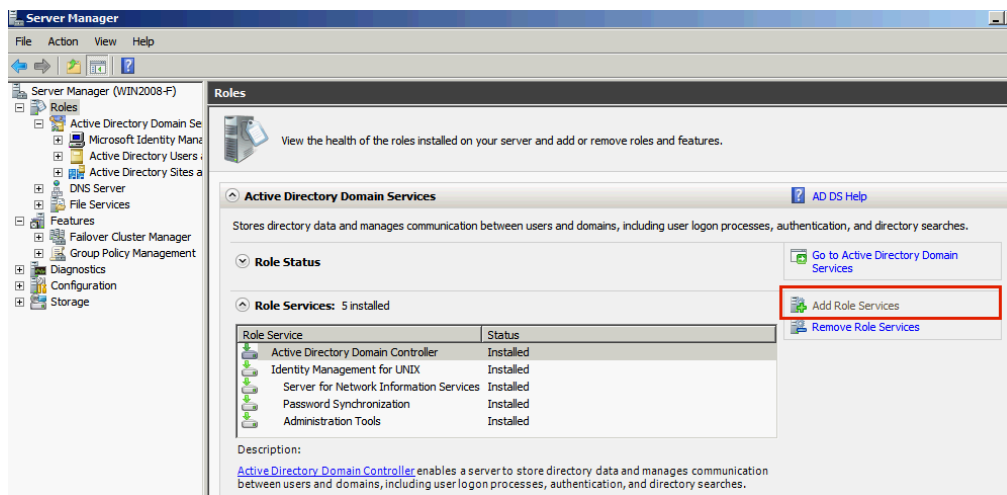 Server Manager
File Action View Help
Server Manager (WIN2008-F)
Roles
Active Directory Domain Se
Microsoft Identity Mana
Active Directory Users
Active Directory Sites a
DNS Server
File Services
Features
Failover Cluster Manager
Group Policy Management
Diagnostics
Configuration
Storage
Roles
View the health of the roles installed on your server and add or remove roles and features.
Active Directory Domain Services
AD DS Help
Stores directory data and manages communication between users and domains, including user logon processes, authentication, and directory searches.
Role Status
Go to Active Directory Domain
Services
Role Services: 5 installed
Add Role Services
Remove Role Services
Role Service Status
Active Directory Domain Controller Installed
Identity Management for UNIX Installed
Server for Network Information Services Installed
Password Synchronization Installed
Administration Tools Installed
Description:
Active Directory Domain Controller enables a server to store directory data and manages communication
between users and domains, including user logon processes, authentication, and directory searches.